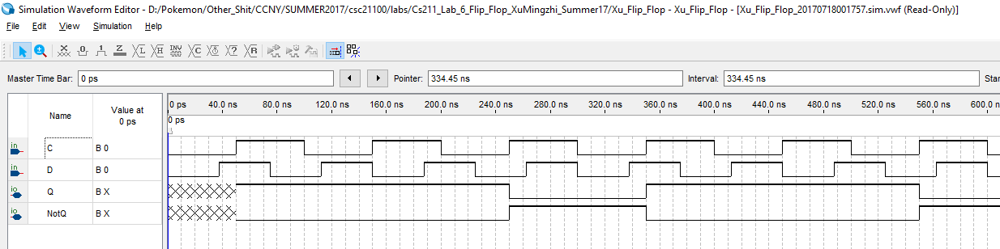 Simulation Waveform Editor - D:/Pokemon/Other_Shit/CCNY/SUMMER2017/csc21100/labs/Cs211_Lab_6_Flip_Flop_XuMingzhi_Summer17/Xu_Flip_Flop - Xu_Flip_Flop - [Xu_Flip_Flop_20170718001757.sim.vwf (Read-Only)]
File Edit View Simulation Help
Master Time Bar: 0 ps Pointer: 334.45 ns Interval: 334.45 ns Star
Name Value at 0 ps
0 ps 40.0 ns 80.0 ns 120.0 ns 160.0 ns 200.0 ns 240.0 ns 280.0 ns 320.0 ns 360.0 ns 400.0 ns 440.0 ns 480.0 ns 520.0 ns 560.0 ns 600.0 n
0 ps
in C B 0
in D B 0
io Q B X
io NotQ B X